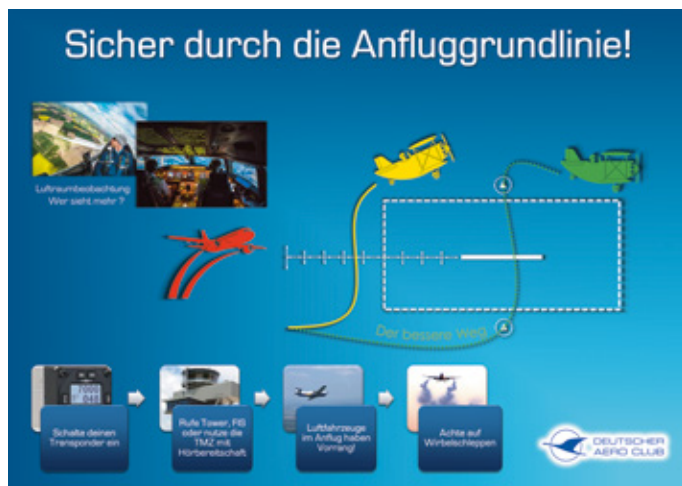 Sicher durch die Anfluggrundlinie!
Luftraumbeobachtung
Wer sieht mehr ?
Der bessere Weg
Schalte deinen
Transponder ein
Rufe Tower, FIS
oder nutze die
TMZ mit
Hörbereitschaft
Luftfahrzeuge
im Anflug haben
Vorrang!
Achte auf
Wirbelschleppen
DEUTSCHER
AERO CLUB